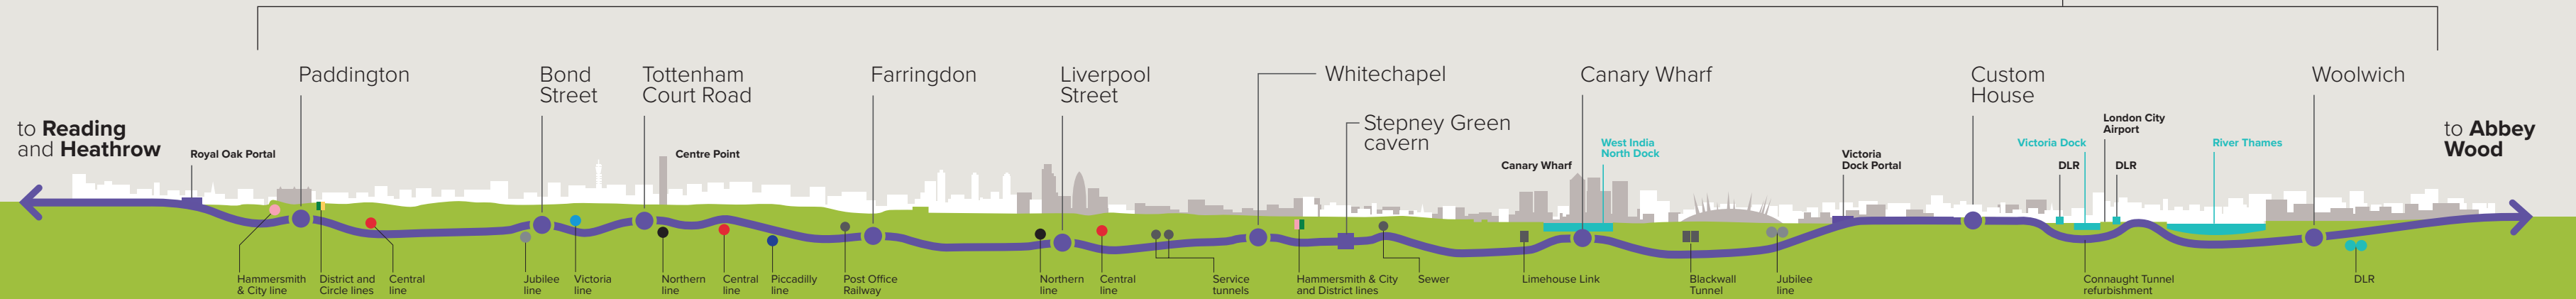 to Reading
and Heathrow
Royal Oak Portal
Paddington
Bond
Street
Tottenham
Court Road
Centre Point
Farringdon
Liverpool
Street
Whitechapel
Stepney Green
cavern
Canary Wharf
Canary Wharf
West India
North Dock
Victoria
Dock Portal
Custom
House
Victoria Dock
DLR
London City
Airport
DLR
River Thames
Woolwich
to Abbey
Wood
Hammersmith
& City line
District and
Circle lines
Central
line
Jubilee
line
Victoria
line
Northern
line
Central
line
Piccadilly
line
Post Office
Railway
Northern
line
Central
line
Service
tunnels
Hammersmith & City
and District lines
Sewer
Limehouse Link
Blackwall
Tunnel
Jubilee
line
Connaught Tunnel
refurbishment
DLR